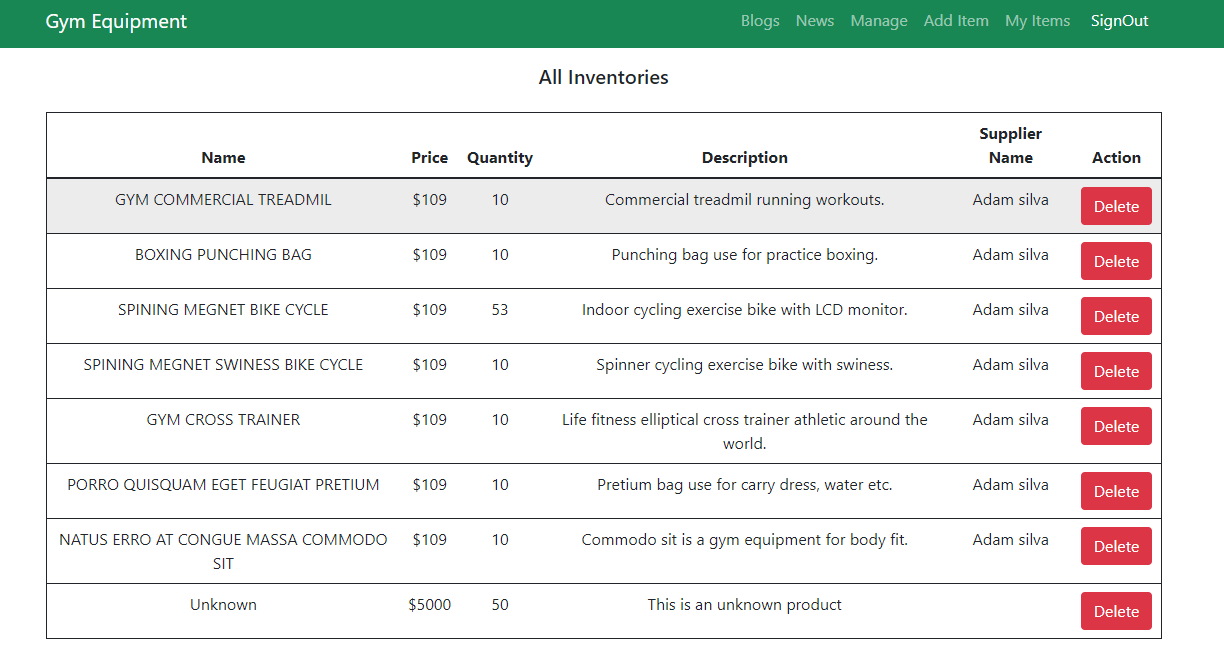 Gym Equipment Blogs News Manage Add Item My Items SignOut
All Inventories
Supplier
Name Price Quantity Description Name Action
GYM COMMERCIAL TREADMIL $109 10 Commercial treadmil running workouts. Adam silva Delete
BOXING PUNCHING BAG $109 10 Punching bag use for practice boxing. Adam silva Delete
SPINING MEGNET BIKE CYCLE $109 53 Indoor cycling exercise bike with LCD monitor. Adam silva Delete
SPINING MEGNET SWINESS BIKE CYCLE $109 10 Spinner cycling exercise bike with swiness. Adam silva Delete
GYM CROSS TRAINER $109 10 Life fitness elliptical cross trainer athletic around the Adam silva Delete
world.
PORRO QUISQUAM EGET FEUGIAT PRETIUM $109 10 Pretium bag use for carry dress, water etc. Adam silva Delete
NATUS ERRO AT CONGUE MASSA COMMODO $109 10 Commodo sit is a gym equipment for body fit. Adam silva Delete
SIT
Unknown $5000 50 This is an unknown product Delete